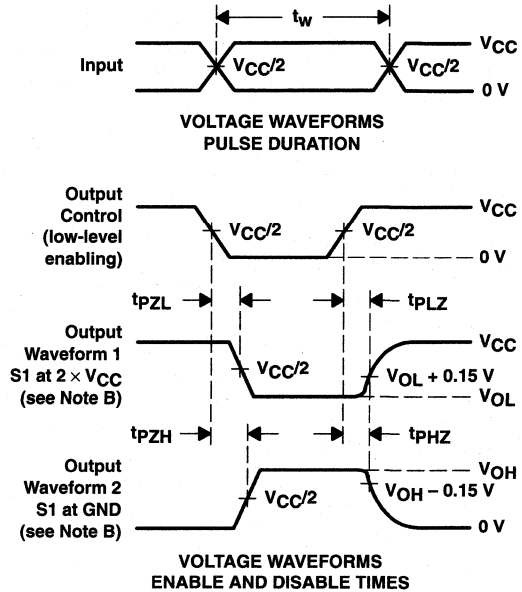 tw
Input
VCC
VCC/2
VCC/2
0 V
VOLTAGE WAVEFORMS
PULSE DURATION
Output
Control
(low-level
enabling)
VCC
VCC/2
VCC/2
0 V
tPZL
tPLZ
Output
Waveform 1
S1 at 2 × VCC
(see Note B)
VCC
VCC/2
VOL + 0.15 V
VOL
tPZH
tPHZ
Output
Waveform 2
S1 at GND
(see Note B)
VOH
VCC/2
VOH – 0.15 V
0 V
VOLTAGE WAVEFORMS
ENABLE AND DISABLE TIMES